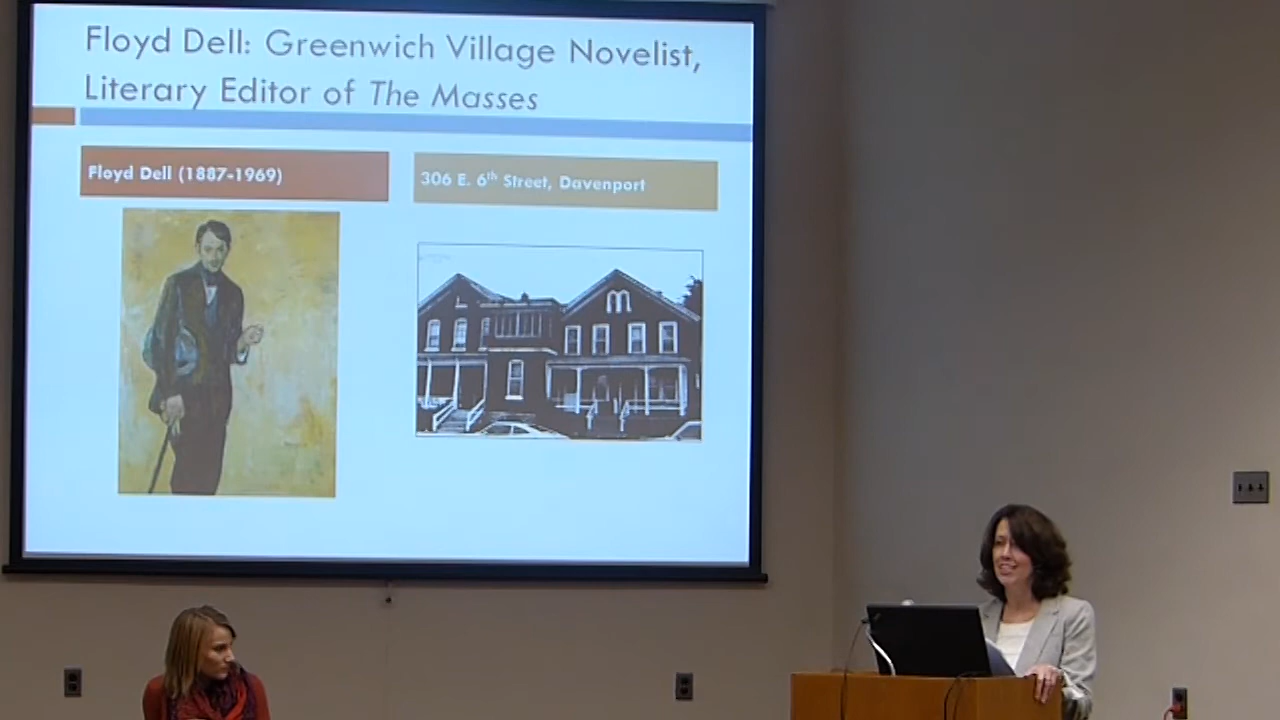 Floyd Dell: Greenwich Village Novelist,
Literary Editor of The Masses
Floyd Dell (1887-1969)
306 E. 6th Street, Davenport